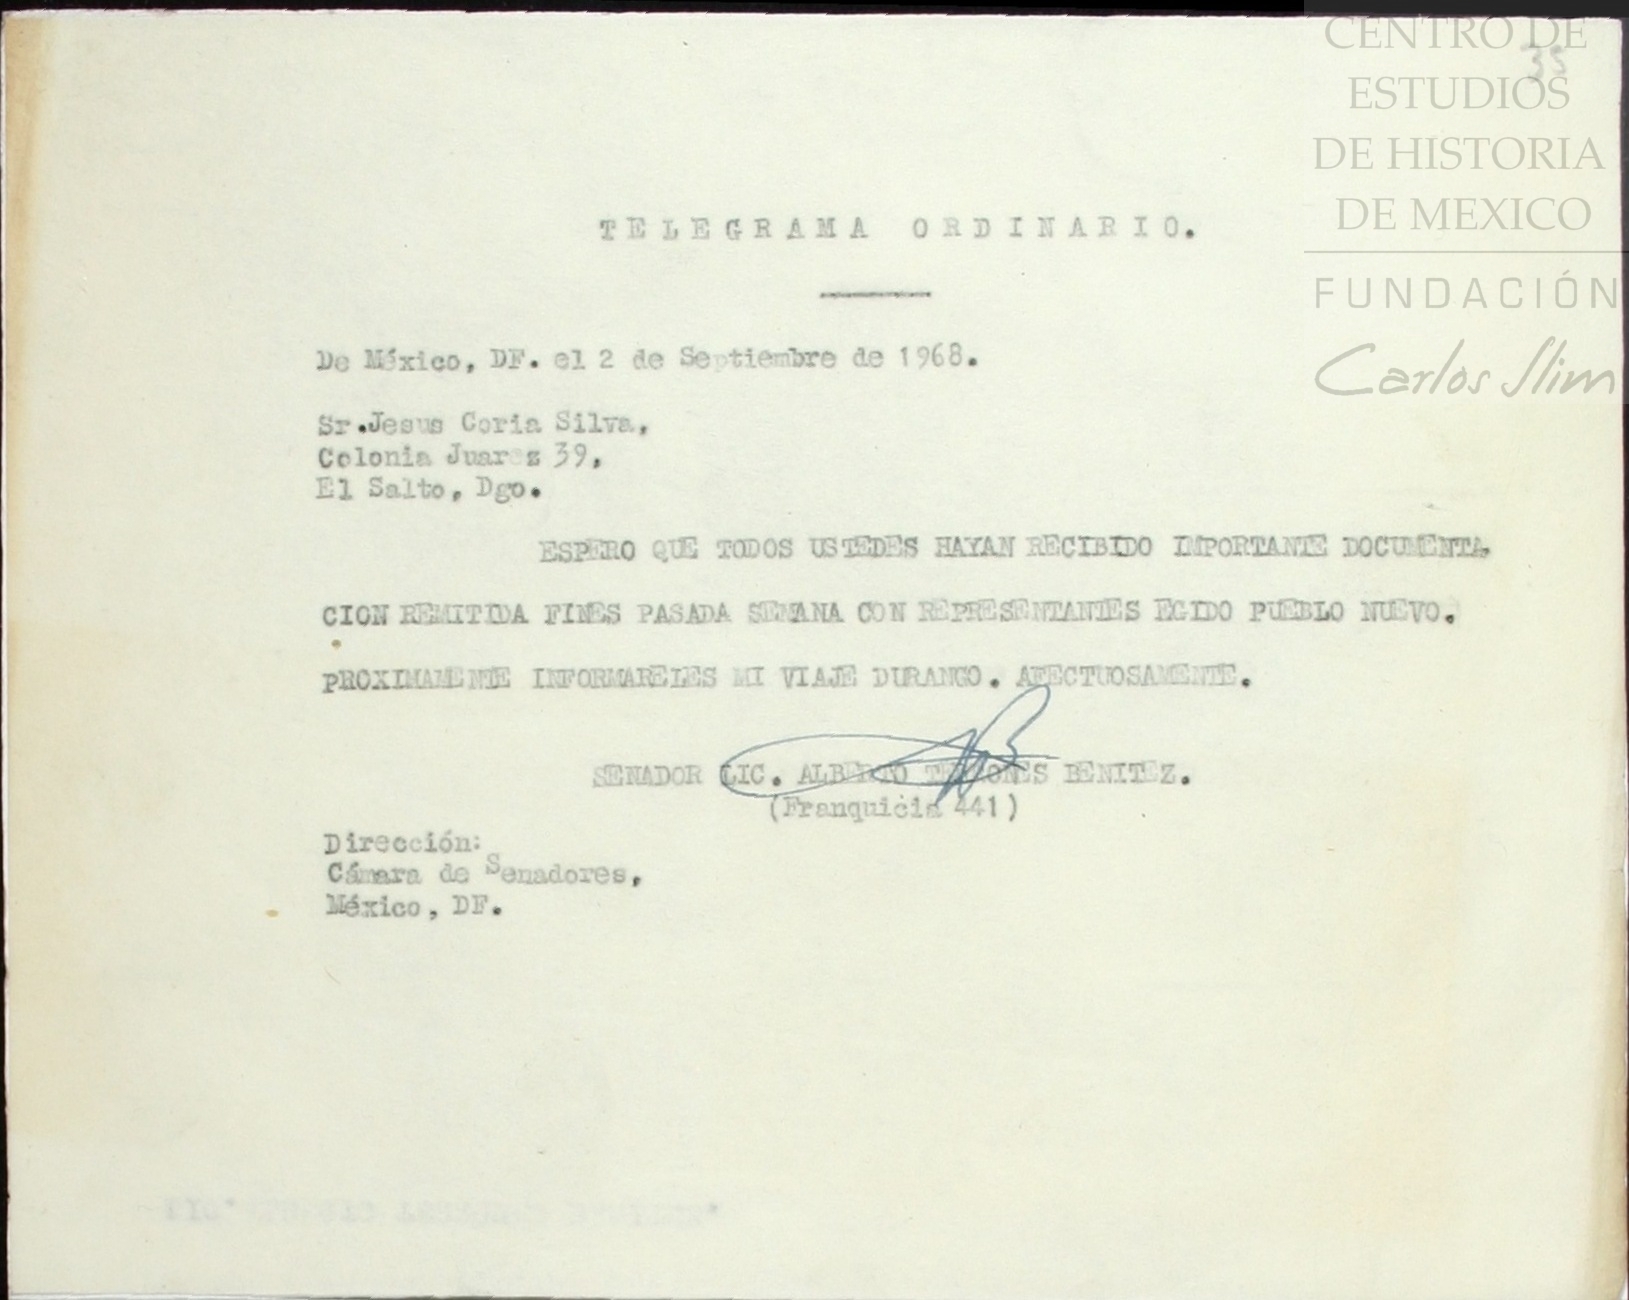 CENTRO DE
ESTUDIOS
DE HISTORIA
DE MEXICO
FUNDACIÓN
Carlos Slim
35
TELEGRAMA ORDINARIO.
De México, DF. el 2 de Septiembre de 1968.
Sr.Jesus Coria Silva,
Colonia Juarez 39,
El Salto, Dgo.
ESPERO QUE TODOS USTEDES HAYAN RECIBIDO IMPORTANTE DOCUMENTA
CION REMITIDA FINES PASADA SEMANA CON REPRESENTANTES EGIDO PUEBLO NUEVO.
PROXIMAMENTE INFORMARELES MI VIAJE DURANGO. AFECTUOSAMENTE.
SENADOR LIC. ALBERTO TERRONES BENITEZ.
(Franquicia 441)
Dirección:
Cámara de Senadores,
México, DF.